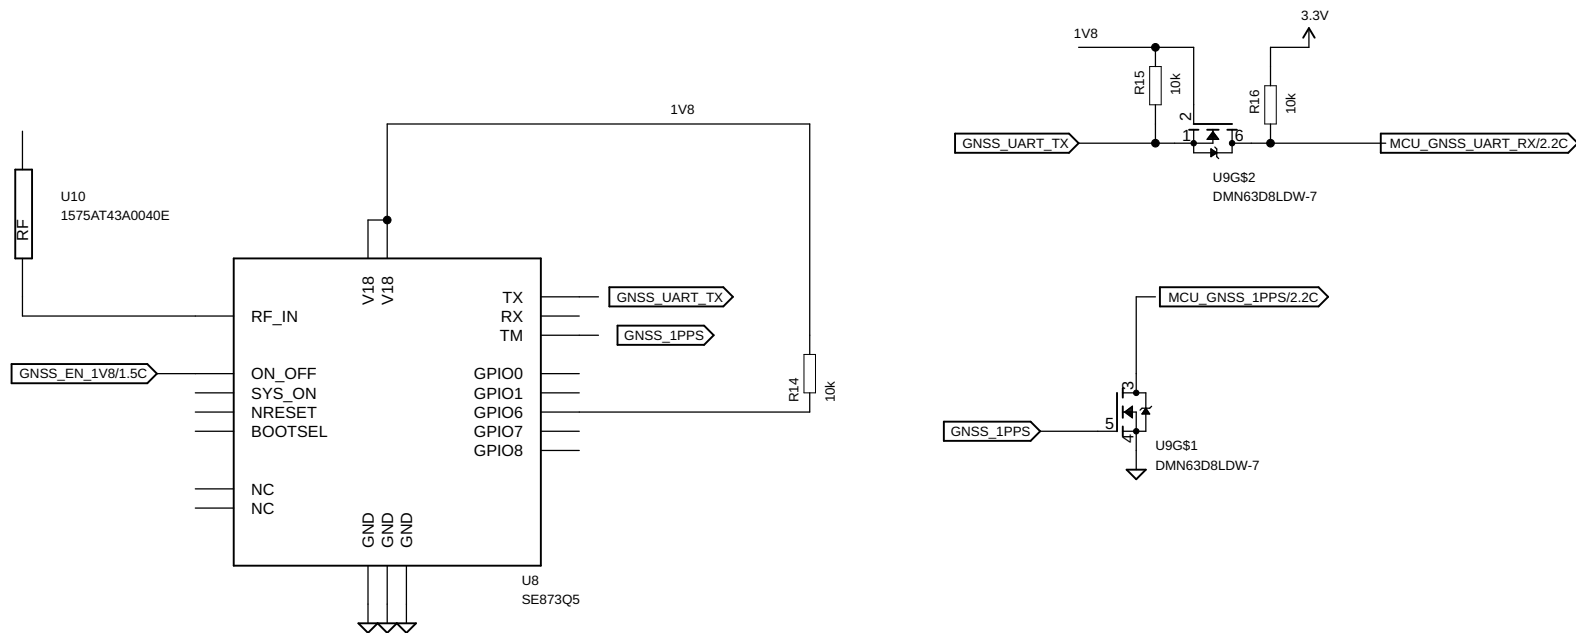 3.3V
1V8
R15
10k
R16
10k
2
1
6
GNSS_UART_TX
MCU_GNSS_UART_RX/2.2C
U9G$2
DMN63D8LDW-7
1V8
RF
U10
1575AT43A0040E
V18
V18
TX
GNSS_UART_TX
RF_IN
RX
TM
GNSS_1PPS
GNSS_EN_1V8/1.5C
ON_OFF
GPIO0
SYS_ON
GPIO1
NRESET
GPIO6
BOOTSEL
GPIO7
GPIO8
R14
10k
NC
NC
GND
GND
GND
U8
SE873Q5
MCU_GNSS_1PPS/2.2C
3
GNSS_1PPS
5
4
U9G$1
DMN63D8LDW-7